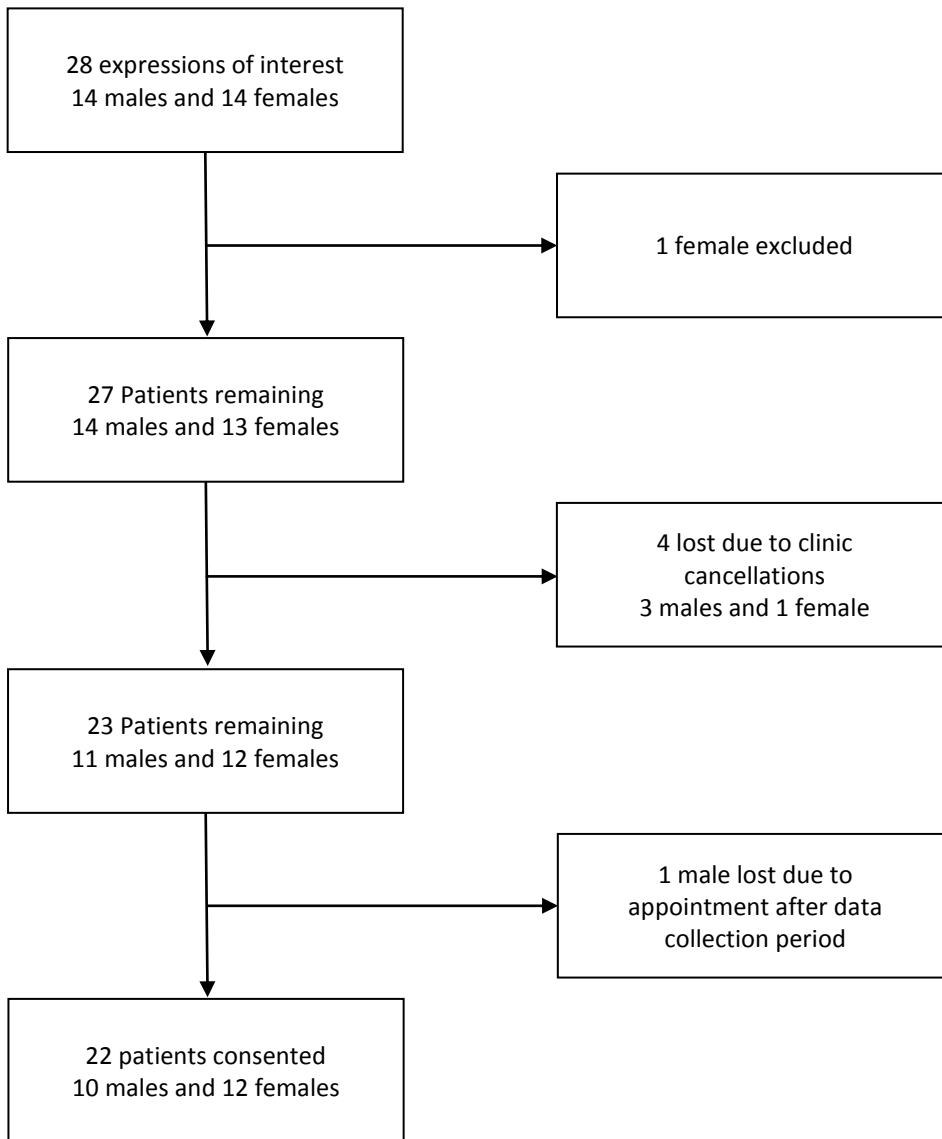 28 expressions of interest
14 males and 14 females
1 female excluded
27 Patients remaining
14 males and 13 females
4 lost due to clinic
cancellations
3 males and 1 female
23 Patients remaining
11 males and 12 females
1 male lost due to
appointment after data
collection period
22 patients consented
10 males and 12 females